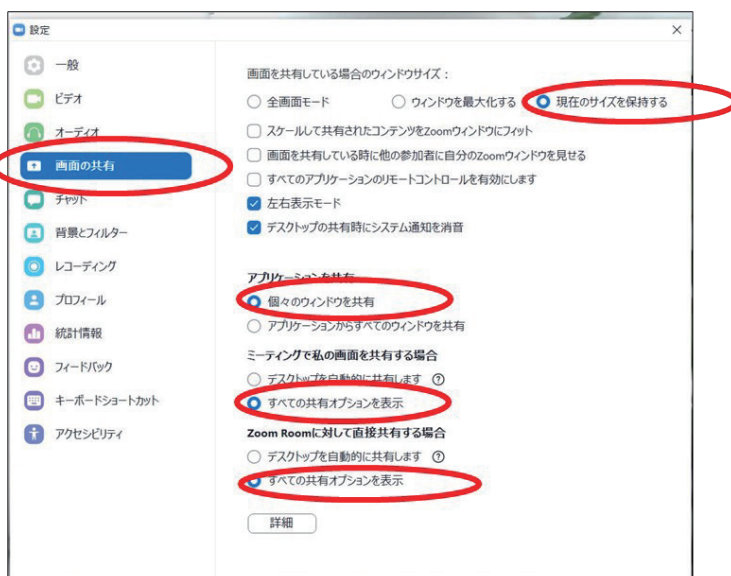 設定
一般
ビデオ
オーディオ
画面の共有
チャット
背景とフィルター
レコーディング
プロフィール
統計情報
フィードバック
キーボードショートカット
アクセシビリティ
画面を共有している場合のウィンドウサイズ：
全画面モード ウィンドウを最大化する 現在のサイズを保持する
スケールして共有されたコンテンツをZoomウィンドウにフィット
画面を共有している時に他の参加者に自分のZoomウィンドウを見せる
すべてのアプリケーションのリモートコントロールを有効にします
左右表示モード
デスクトップの共有時にシステム通知を消音
アプリケーションを共有
個々のウィンドウを共有
アプリケーションからすべてのウィンドウを共有
ミーティングで私の画面を共有する場合
デスクトップを自動的に共有します ?
すべての共有オプションを表示
Zoom Roomに対して直接共有する場合
デスクトップを自動的に共有します ?
すべての共有オプションを表示
詳細